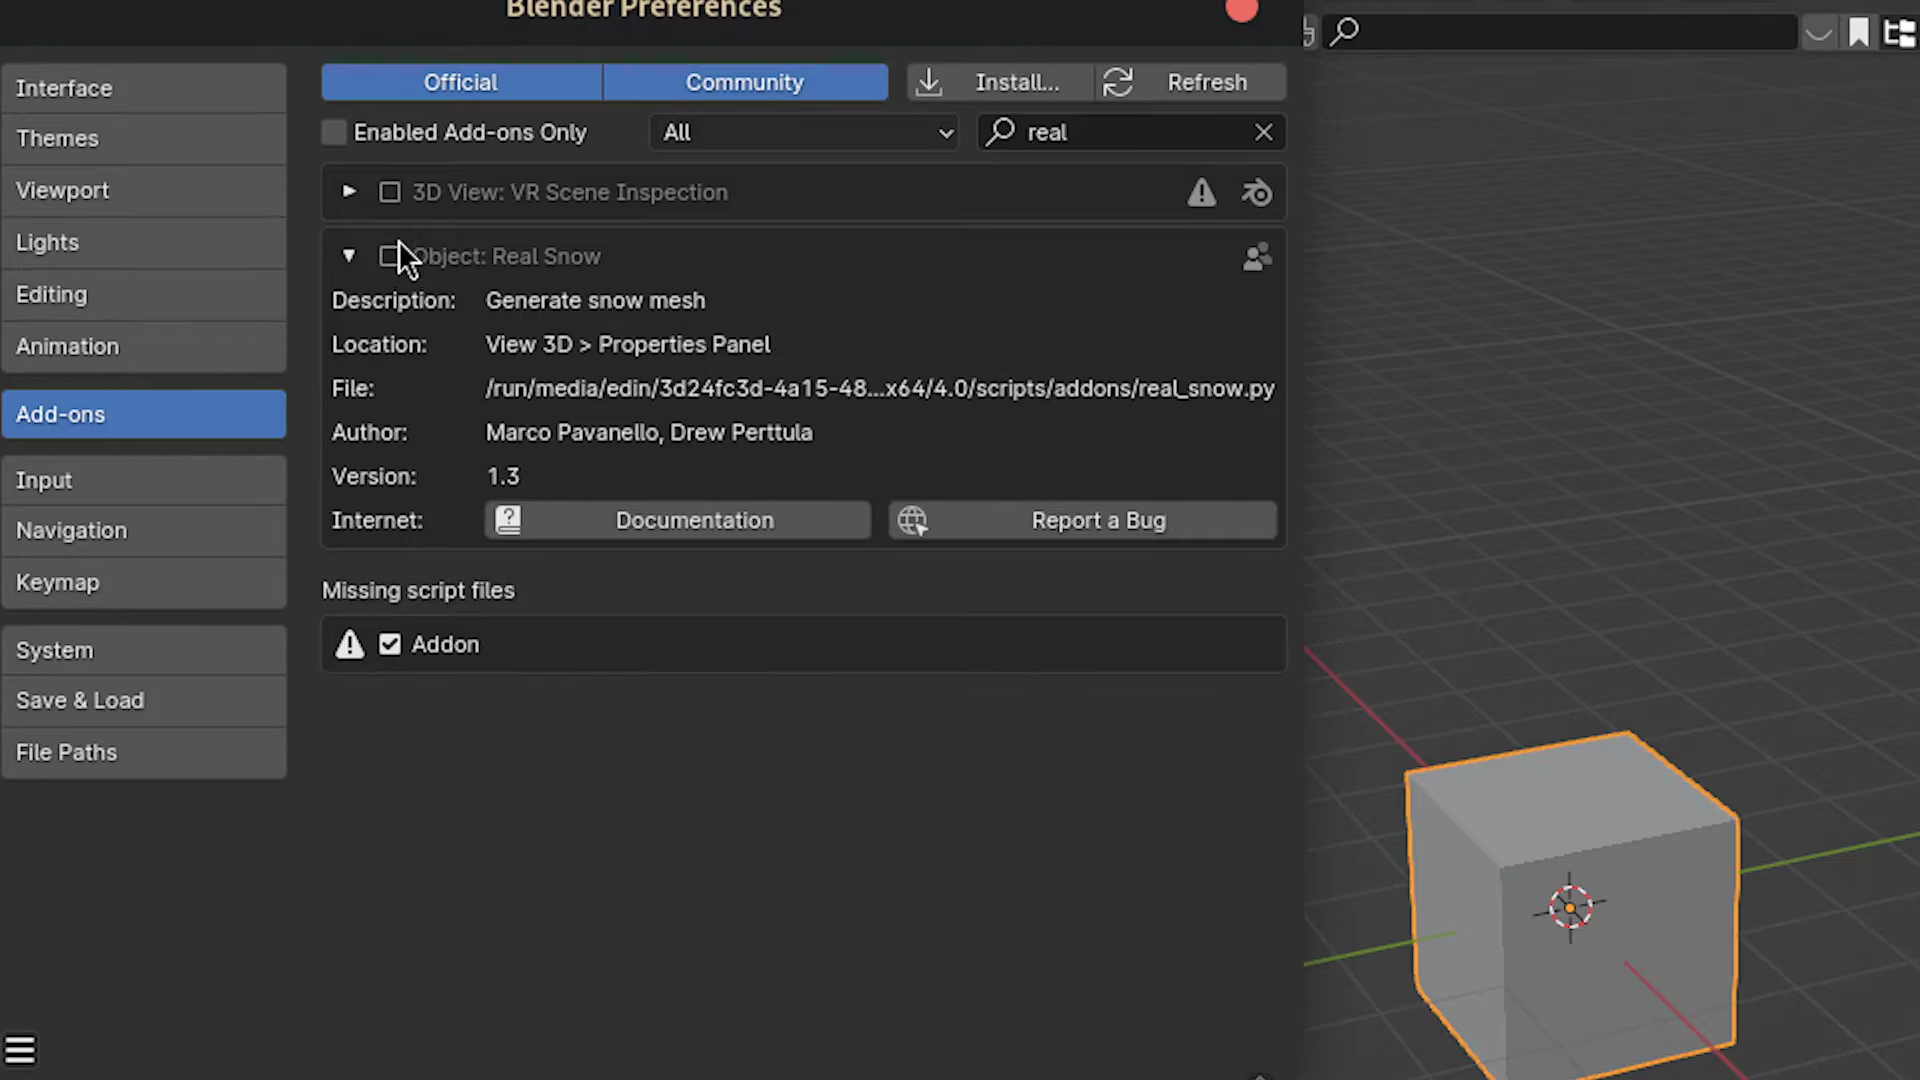 Blender Preferences
Interface
Themes
Viewport
Lights
Editing
Animation
Add-ons
Input
Navigation
Keymap
System
Save & Load
File Paths
Official Community Install... Refresh
Enabled Add-ons Only All real
3D View: VR Scene Inspection
Object: Real Snow
Description: Generate snow mesh
Location: View 3D > Properties Panel
File: /run/media/edin/3d24fc3d-4a15-48...x64/4.0/scripts/addons/real_snow.py
Author: Marco Pavanello, Drew Perttula
Version: 1.3
Internet: Documentation Report a Bug
Missing script files
Addon